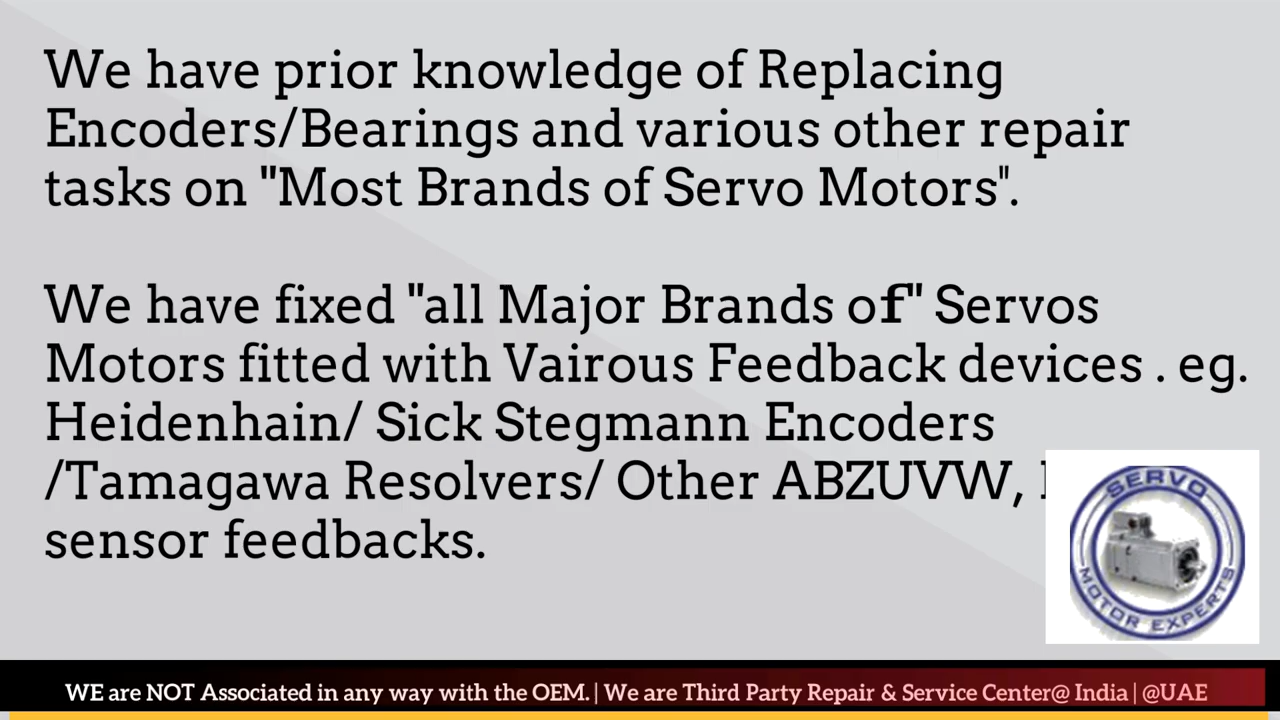 We have prior knowledge of Replacing
Encoders/Bearings and various other repair
tasks on "Most Brands of Servo Motors".
We have fixed "all Major Brands of" Servos
Motors fitted with Vairous Feedback devices . eg.
Heidenhain/ Sick Stegmann Encoders
/Tamagawa Resolvers/ Other ABZUVW,
sensor feedbacks.
SERVO
MOTOR EXPERTS
WE are NOT Associated in any way with the OEM. | We are Third Party Repair & Service Center@ India | @UAE